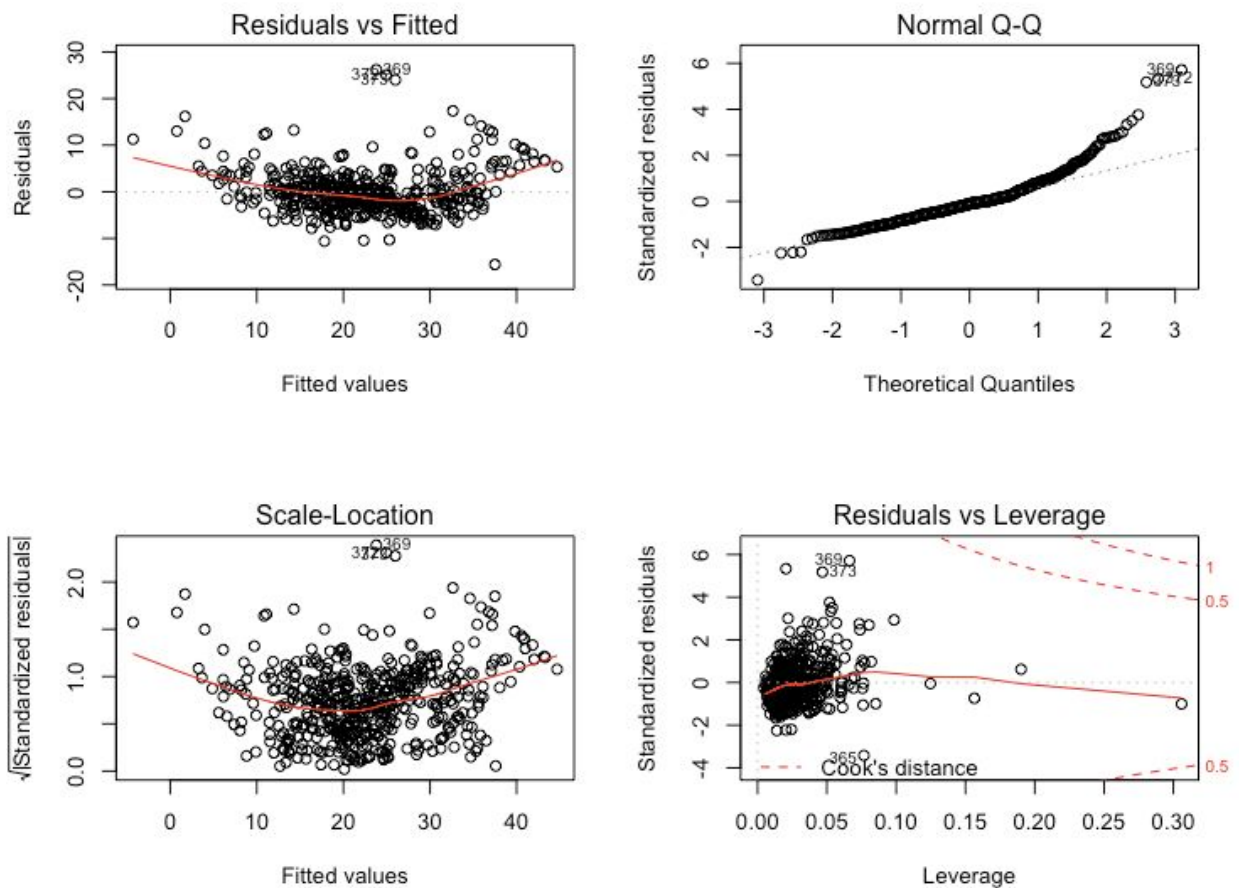 Residuals vs Fitted
Residuals
30
20
10
0
-20
369
373
0 10 20 30 40
Fitted values
Normal Q-Q
Standardized residuals
6
4
2
0
-2
369
372
-3 -2 -1 0 1 2 3
Theoretical Quantiles
Scale-Location
√|Standardized residuals|
2.0
1.0
0.0
369
0 10 20 30 40
Fitted values
Residuals vs Leverage
Standardized residuals
6
4
2
0
-2
-4
369
373
365
Cook's distance
1
0.5
0.5
0.00 0.05 0.10 0.15 0.20 0.25 0.30
Leverage